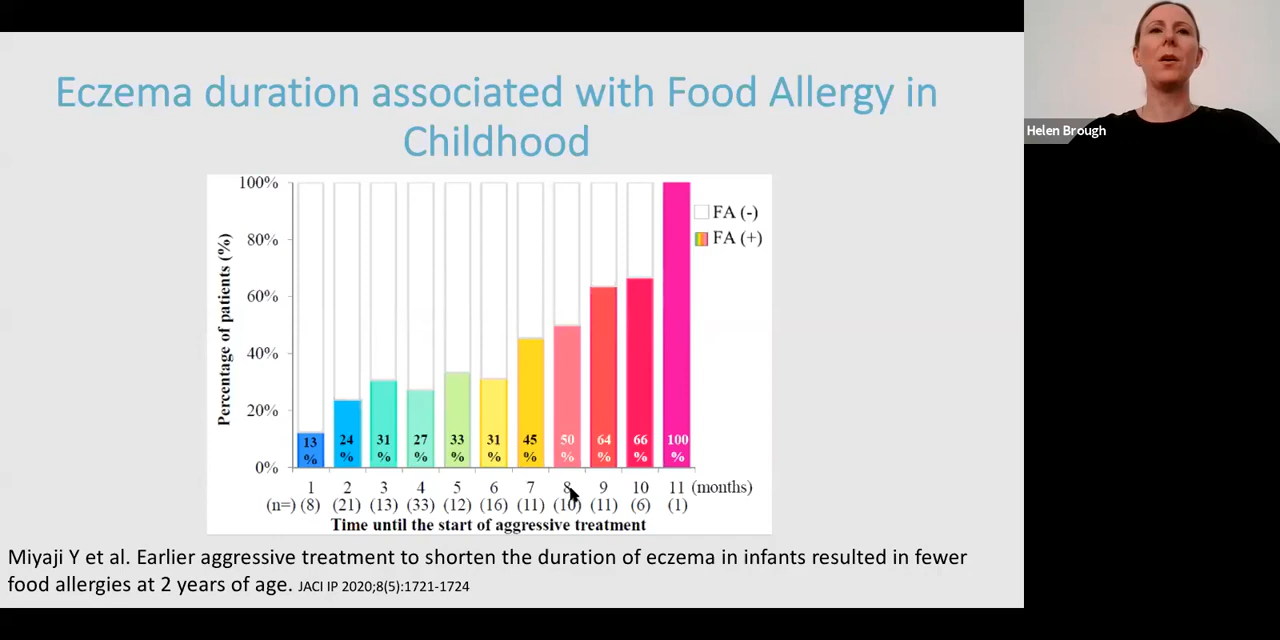 Eczema duration associated with Food Allergy in
Childhood
Helen Brough
100%
80%
60%
40%
20%
0%
Percentage of patients (%)
FA (-)
FA (+)
13 24 31 27 33 31 45 50 64 66 100
% % % % % % % % % % %
1 2 3 4 5 6 7 8 9 10 11 (months)
(n=) (8) (21) (13) (33) (12) (16) (11) (10) (11) (6) (1)
Time until the start of aggressive treatment
Miyaji Y et al. Earlier aggressive treatment to shorten the duration of eczema in infants resulted in fewer
food allergies at 2 years of age. JACI IP 2020;8(5):1721-1724